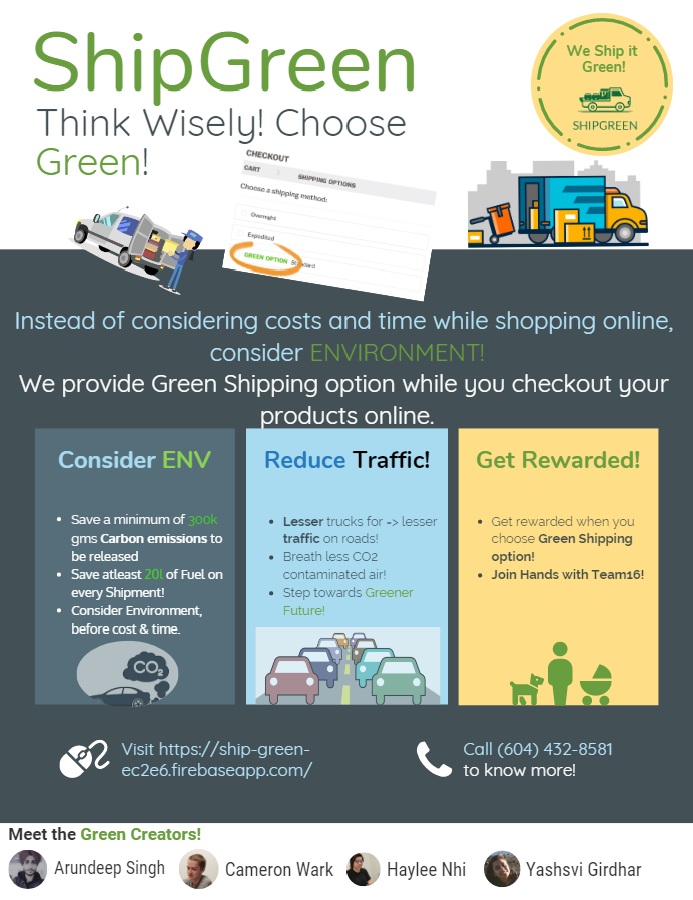 ShipGreen
Think Wisely! Choose
Green!
We Ship it
Green!
SHIPGREEN
CHECKOUT
CART
SHIPPING OPTIONS
Choose a shipping method:
Overnight
Expedited
GREEN OPTION
Instead of considering costs and time while shopping online,
consider ENVIRONMENT!
We provide Green Shipping option while you checkout your
products online.
Consider ENV
• Save a minimum of 300k
gms Carbon emissions to
be released
• Save atleast 20l of Fuel on
every Shipment!
• Consider Environment,
before cost & time.
CO2
Reduce Traffic!
• Lesser trucks for -> lesser
traffic on roads!
• Breath less CO2
contaminated air!
• Step towards Greener
Future!
Get Rewarded!
• Get rewarded when you
choose Green Shipping
option!
• Join Hands with Team16!
Visit https://ship-green-
ec2e6.firebaseapp.com/
Call (604) 432-8581
to know more!
Meet the Green Creators!
Arundeep Singh
Cameron Wark
Haylee Nhi
Yashsvi Girdhar